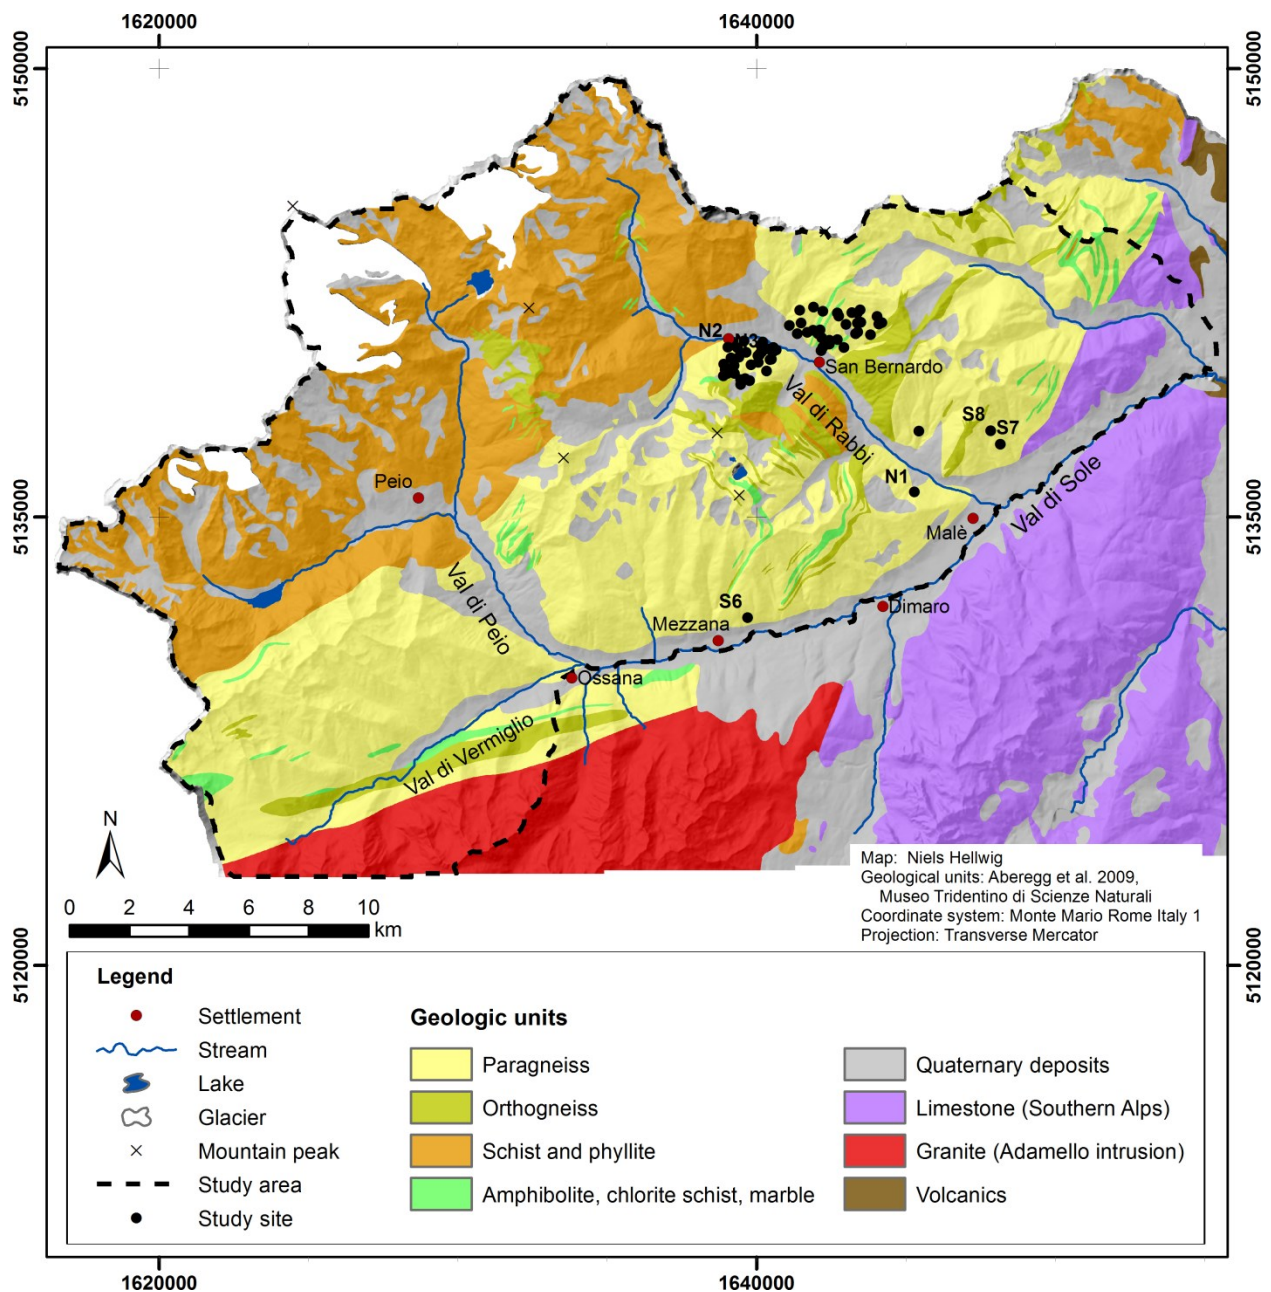 1620000
1640000
5150000
5150000
N2
N3
San Bernardo
Val di Rabbi
S8
S7
Peio
N1
5135000
5135000
Malè
Val di Sole
Val di Peio
S6
Mezzana
Dimaro
Ossana
Val di Vermiglio
N
0 2 4 6 8 10
km
Map: Niels Hellwig
Geological units: Aberegg et al. 2009,
Museo Tridentino di Scienze Naturali
Coordinate system: Monte Mario Rome Italy 1
Projection: Transverse Mercator
5120000
5120000
Legend
Settlement
Stream
Lake
Glacier
Mountain peak
Study area
Study site
Geologic units
Paragneiss
Orthogneiss
Schist and phyllite
Amphibolite, chlorite schist, marble
Quaternary deposits
Limestone (Southern Alps)
Granite (Adamello intrusion)
Volcanics
1620000
1640000